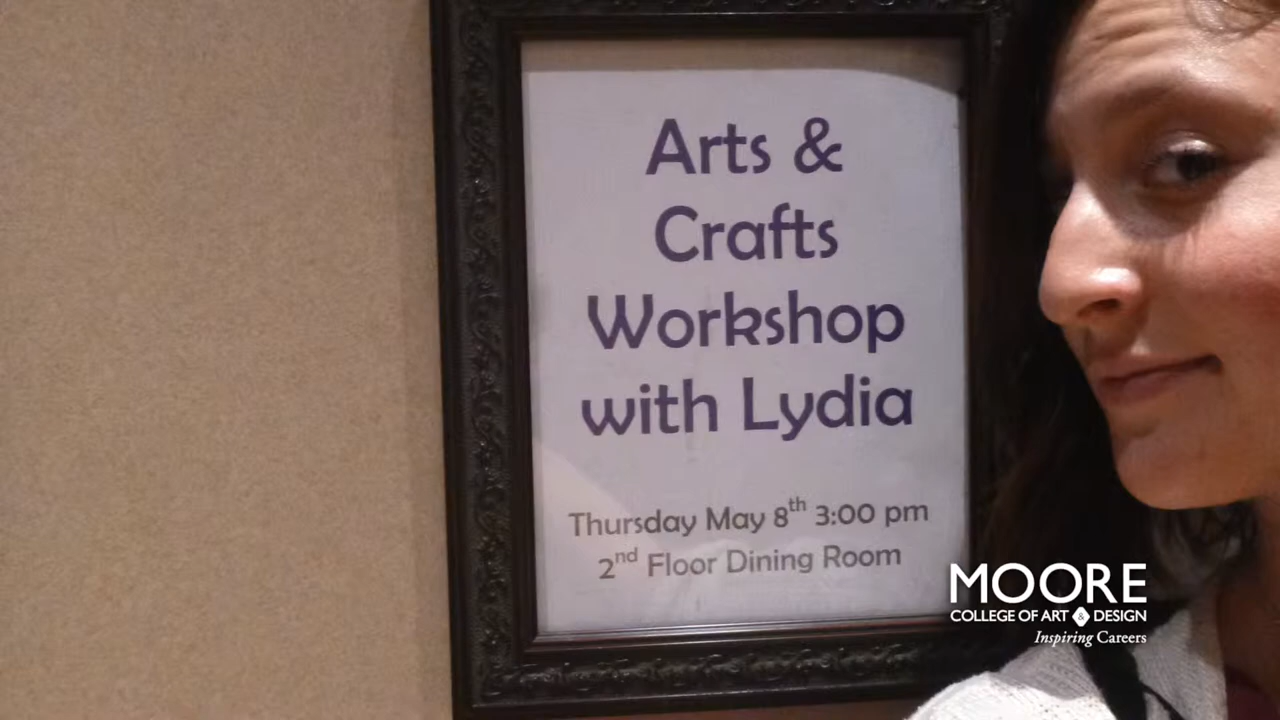 Arts &
Crafts
Workshop
with Lydia
Thursday May 8th 3:00 pm
2nd Floor Dining Room
MOORE
COLLEGE OF ART & DESIGN
Inspiring Careers